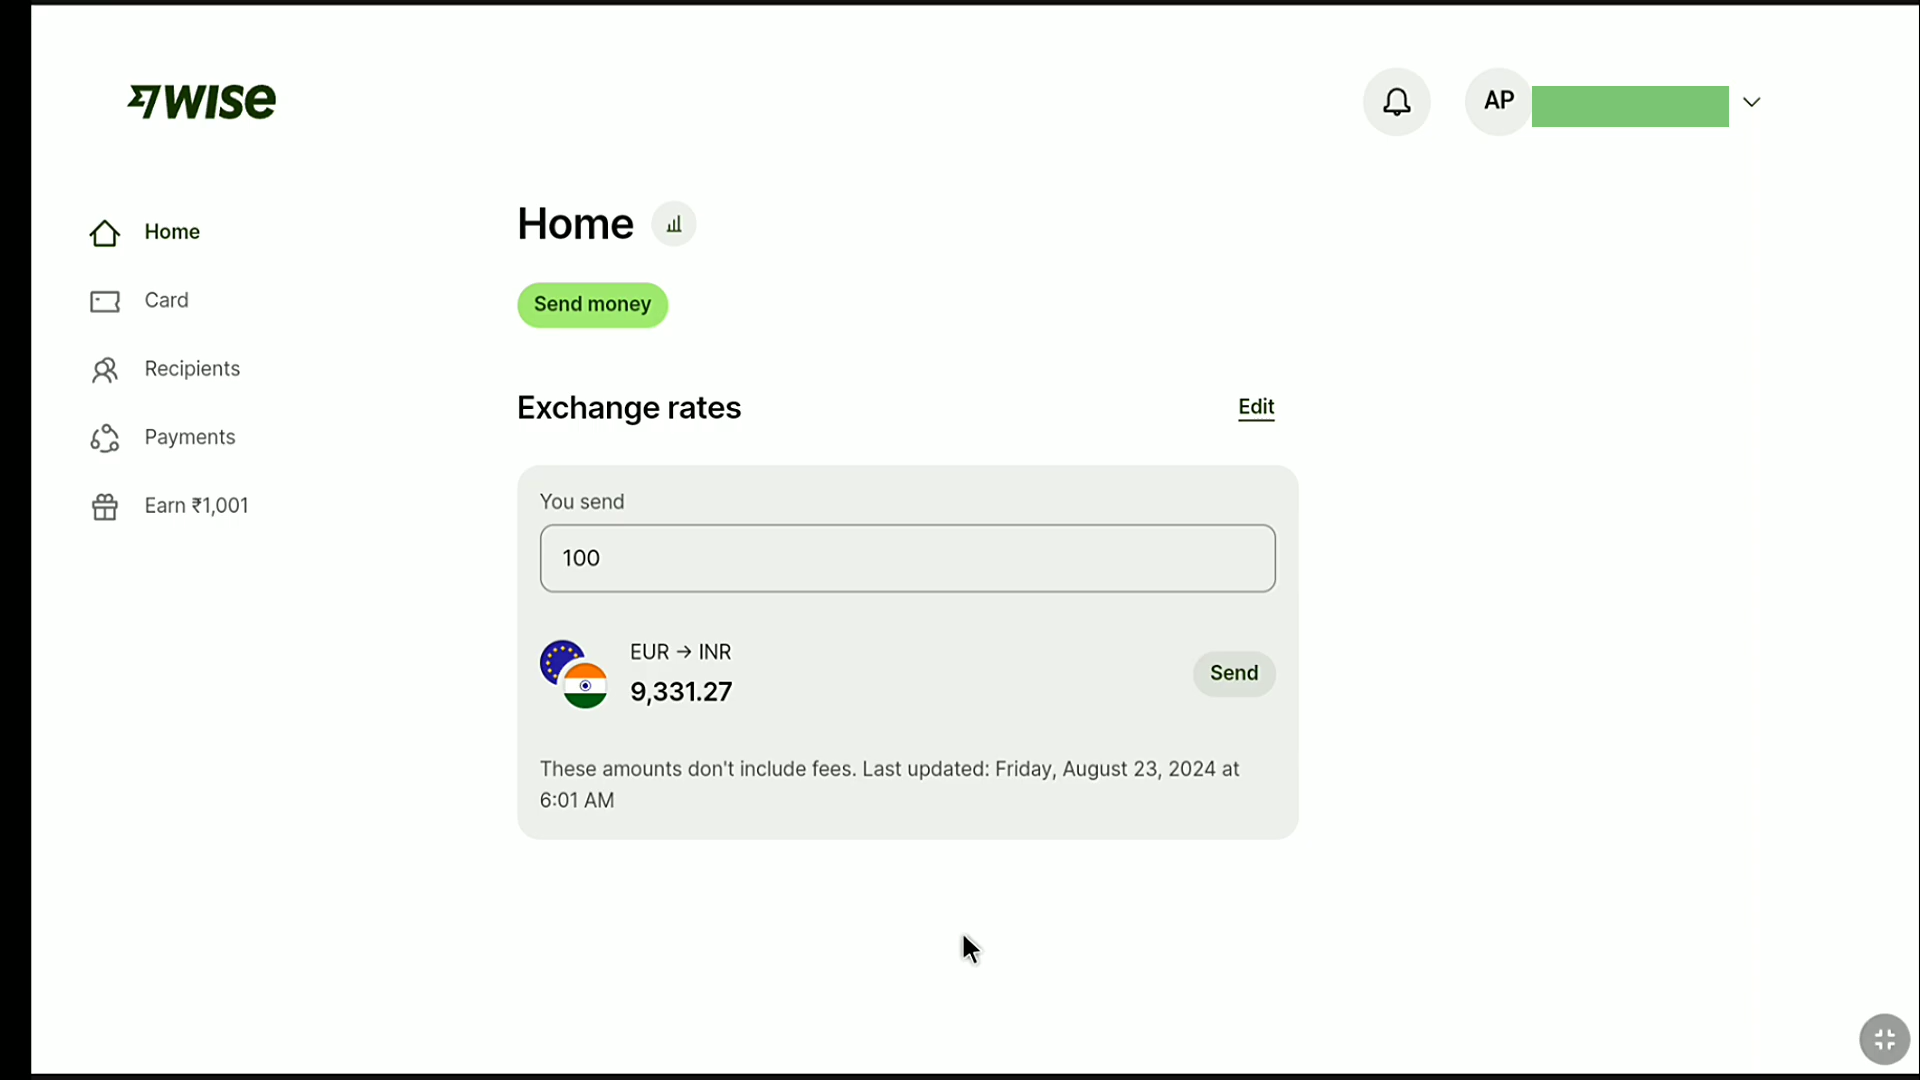 WISE
AP
Home
Card
Recipients
Payments
Earn ₹1,001
Home
Send money
Exchange rates
Edit
You send
100
EUR → INR
9,331.27
Send
These amounts don't include fees. Last updated: Friday, August 23, 2024 at
6:01 AM